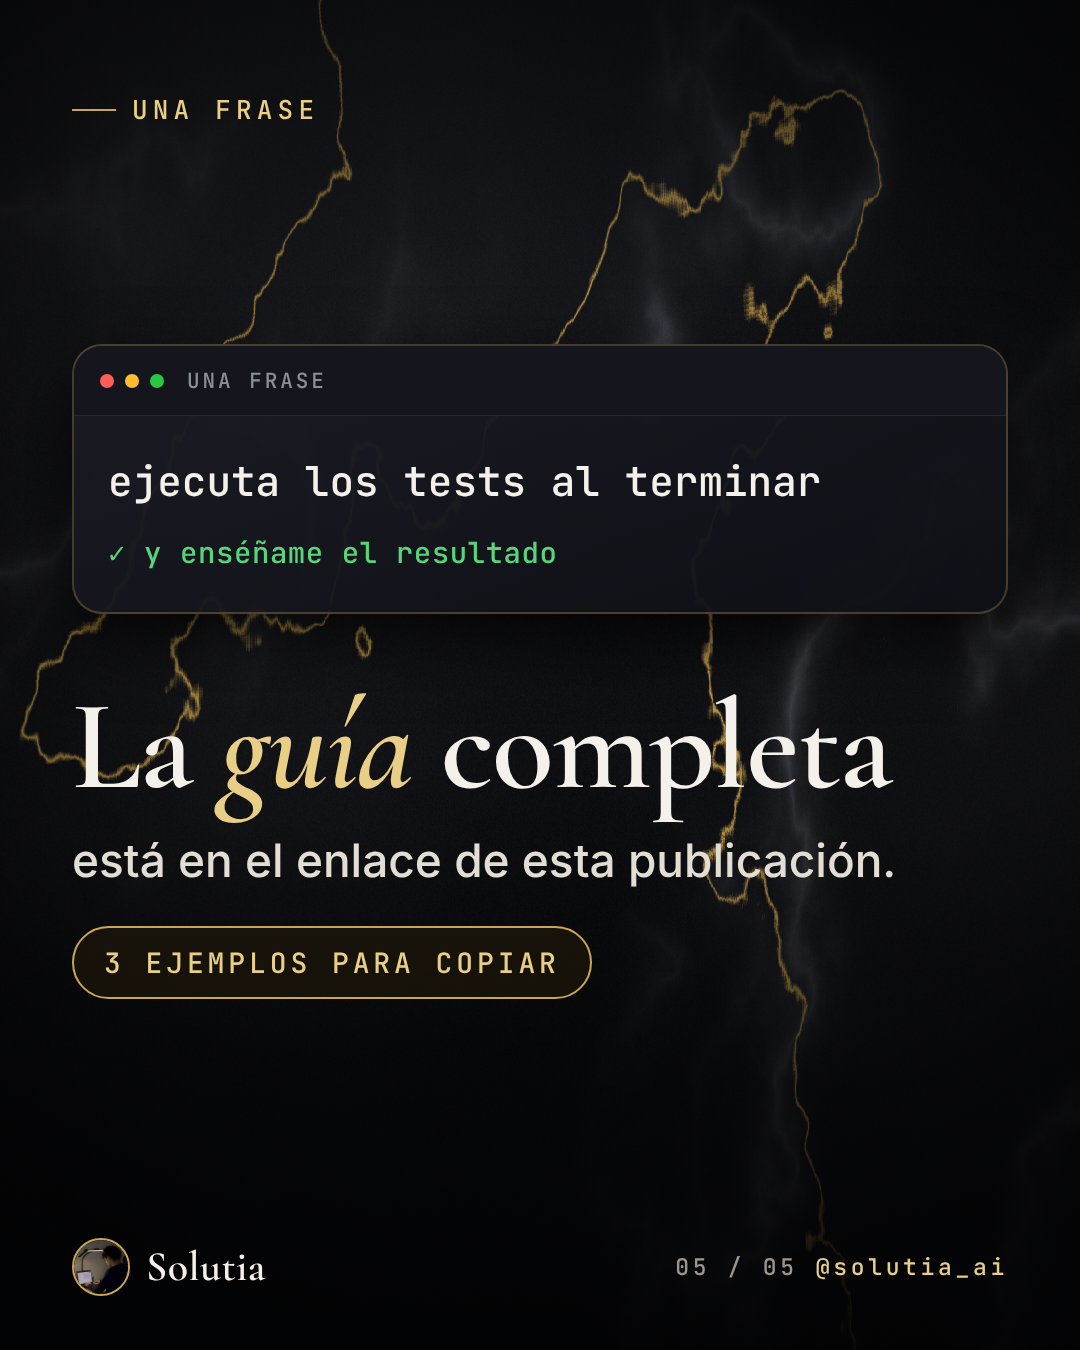 UNA FRASE
UNA FRASE
ejecuta los tests al terminar
✓ y enséñame el resultado
La guía completa
está en el enlace de esta publicación.
3 EJEMPLOS PARA COPIAR
Solutia
05 / 05 @solutia_ai